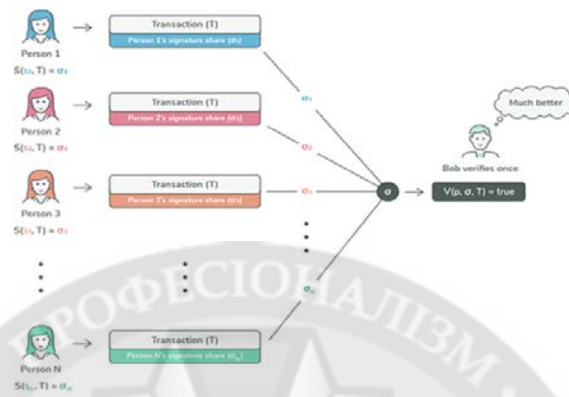 Transaction (T)
Person 1's signature share (σ₁)
Person 1
S(s₁, T) = σ₁
σ₁
Much better
Transaction (T)
Person 2's signature share (σ₂)
Person 2
S(s₂, T) = σ₂
σ₂
Bob verifies once
Transaction (T)
Person 3's signature share (σ₃)
Person 3
S(s₃, T) = σ₃
σ₃
σ
V(p, σ, T) = true
σₙ
ПРОФЕСІОНАЛІЗМ
Transaction (T)
Person N's signature share (σₙ)
Person N
S(sₙ, T) = σₙ